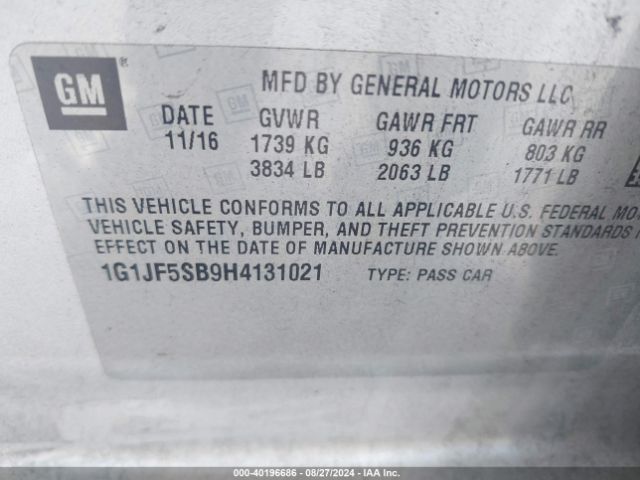 GM ®
MFD BY GENERAL MOTORS LLC
DATE GVWR GAWR FRT GAWR RR
11/16 1739 KG 936 KG 803 KG
3834 LB 2063 LB 1771 LB
THIS VEHICLE CONFORMS TO ALL APPLICABLE U.S. FEDERAL MO
VEHICLE SAFETY, BUMPER, AND THEFT PREVENTION STANDARDS
EFFECT ON THE DATE OF MANUFACTURE SHOWN ABOVE.
1G1JF5SB9H4131021 TYPE: PASS CAR
000-40196686 - 08/27/2024 - IAA Inc.